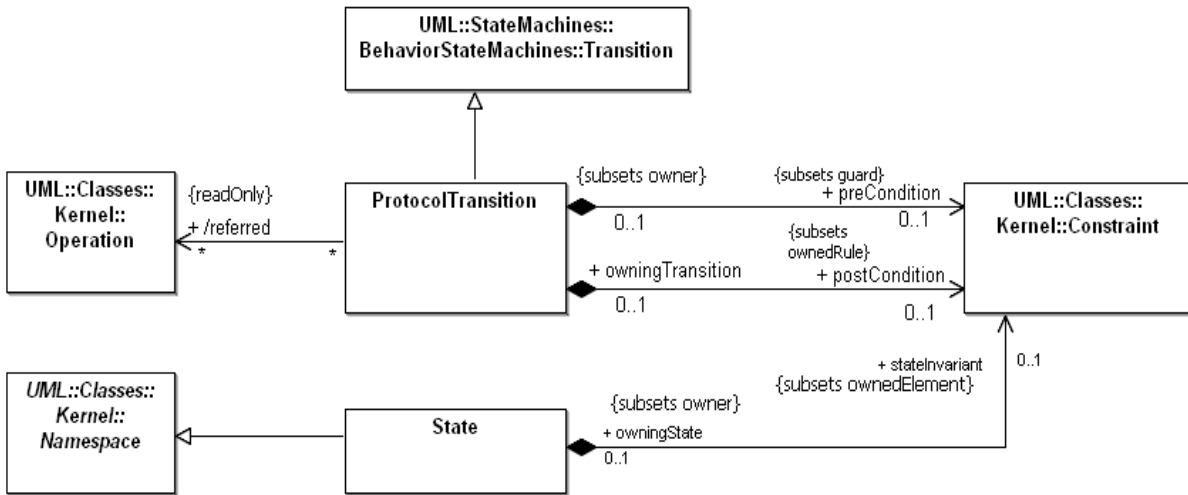 UML::StateMachines::
BehaviorStateMachines::Transition
UML::Classes::
Kernel::
Operation
{readOnly}
+ /referred
*
*
ProtocolTransition
{subsets owner}
0..1
{subsets guard}
+ preCondition
0..1
UML::Classes::
Kernel::Constraint
+ owningTransition
0..1
{subsets
ownedRule}
+ postCondition
0..1
UML::Classes::
Kernel::
Namespace
State
{subsets owner}
+ owningState
0..1
+ stateInvariant
{subsets ownedElement}
0..1